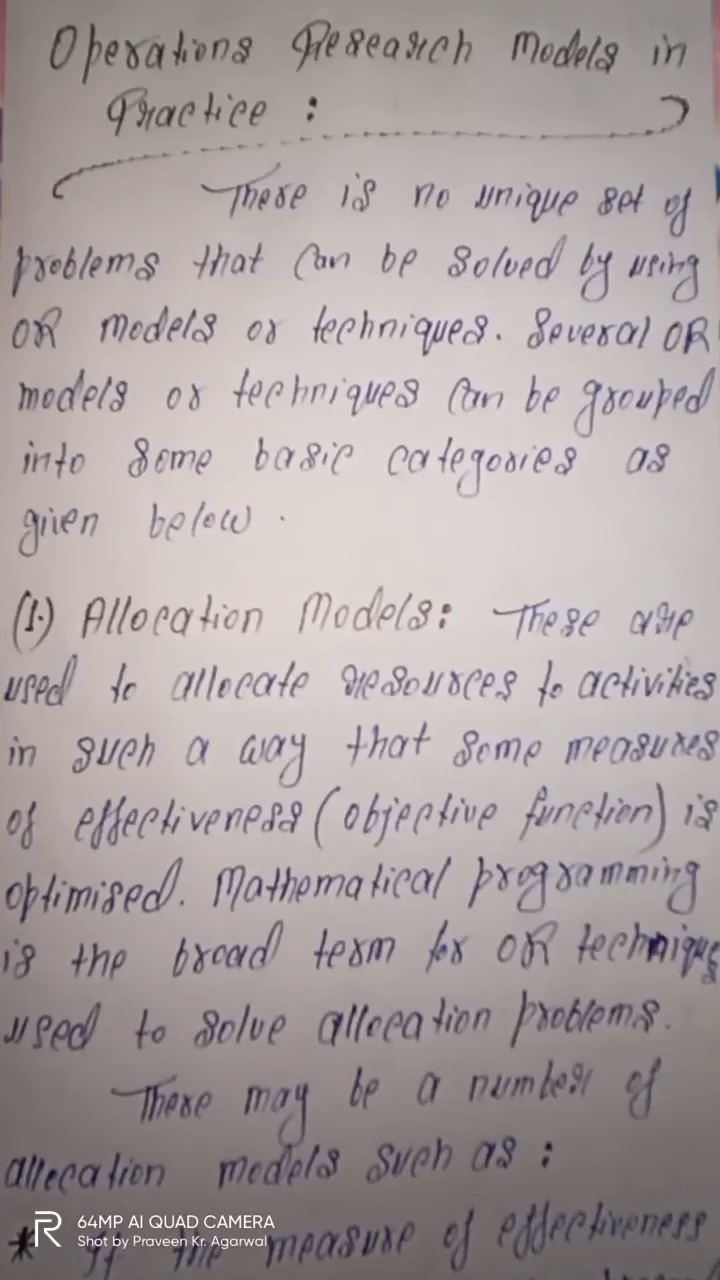 Operations Research Models in
Practice :
There is no unique set of
problems that can be solved by using
OR models or techniques. Several OR
models or techniques can be grouped
into some basic categories as
given below.
(1.) Allocation Models: These are
used to allocate resources to activities
in such a way that some measures
of effectiveness (objective function) is
optimised. Mathematical programming
is the broad term for OR technique
used to solve allocation problems.
There may be a number of
allocation models such as :
* If the measure of effectiveness
64MP AI QUAD CAMERA
Shot by Praveen Kr. Agarwal